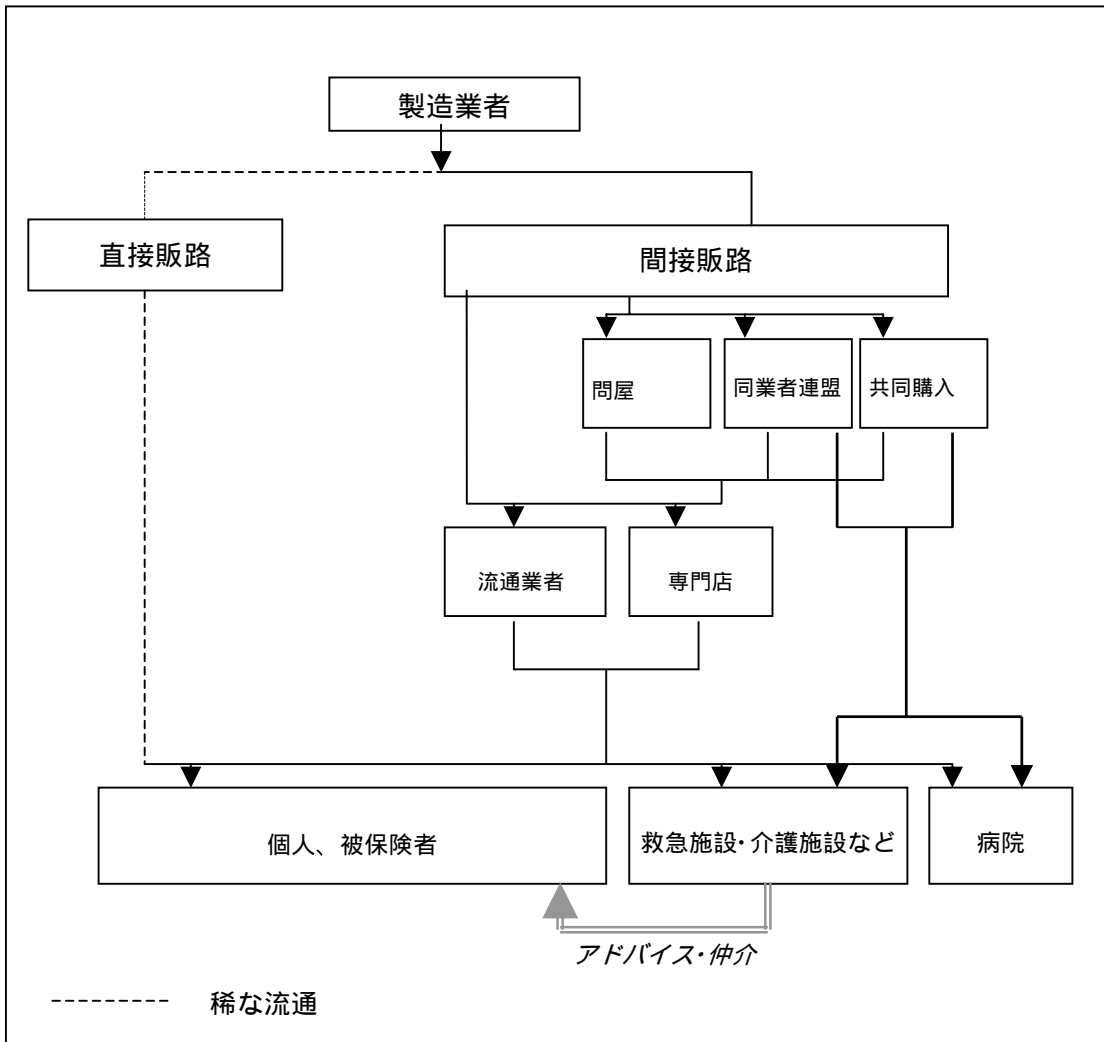 製造業者
直接販路
間接販路
問屋
同業者連盟
共同購入
流通業者
専門店
個人、被保険者
救急施設・介護施設など
病院
アドバイス・仲介
稀な流通